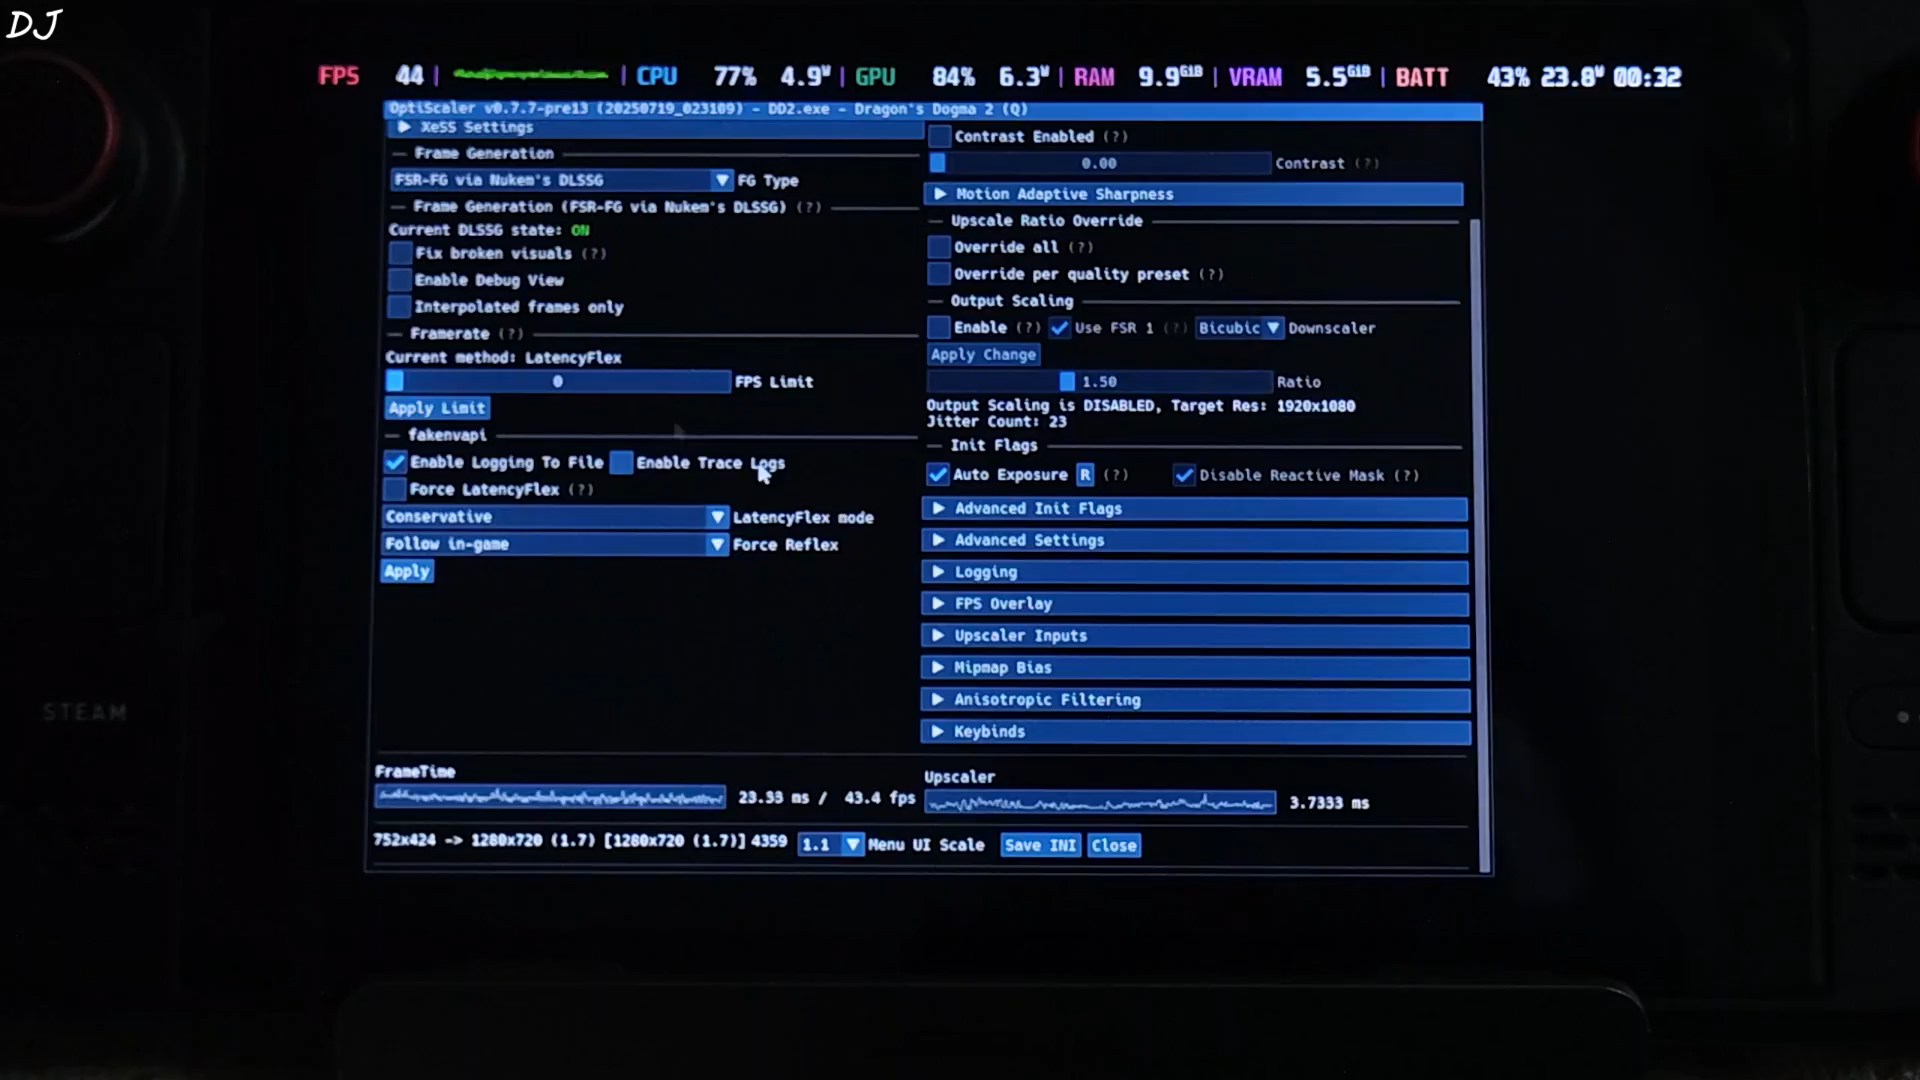 DJ
FPS 44 | | CPU 77% 4.9W | GPU 84% 6.3W | RAM 9.9GiB | VRAM 5.5GiB | BATT 43% 23.8W 00:32
OptiScaler v0.7.7-pre13 (20250719_023109) - DD2.exe - Dragon's Dogma 2 (Q)
XeSS Settings
Frame Generation
FSR-FG via Nukem's DLSSG FG Type
Frame Generation (FSR-FG via Nukem's DLSSG) (?)
Current DLSSG state: ON
Fix broken visuals (?)
Enable Debug View
Interpolated frames only
Framerate (?)
Current method: LatencyFlex
0 FPS Limit
Apply Limit
fakenvapi
Enable Logging To File Enable Trace Logs
Force LatencyFlex (?)
Conservative LatencyFlex mode
Follow in-game Force Reflex
Apply
Contrast Enabled (?)
0.00 Contrast (?)
Motion Adaptive Sharpness
Upscale Ratio Override
Override all (?)
Override per quality preset (?)
Output Scaling
Enable (?) Use FSR 1 (?) Bicubic Downscaler
Apply Change
1.50 Ratio
Output Scaling is DISABLED, Target Res: 1920x1080
Jitter Count: 23
Init Flags
Auto Exposure R (?) Disable Reactive Mask (?)
Advanced Init Flags
Advanced Settings
Logging
FPS Overlay
Upscaler Inputs
Mipmap Bias
Anisotropic Filtering
Keybinds
FrameTime
23.33 ms / 43.4 fps
Upscaler
3.7333 ms
752x424 -> 1280x720 (1.7) [1280x720 (1.7)] 4359 1.1 Menu UI Scale Save INI Close
STEAM